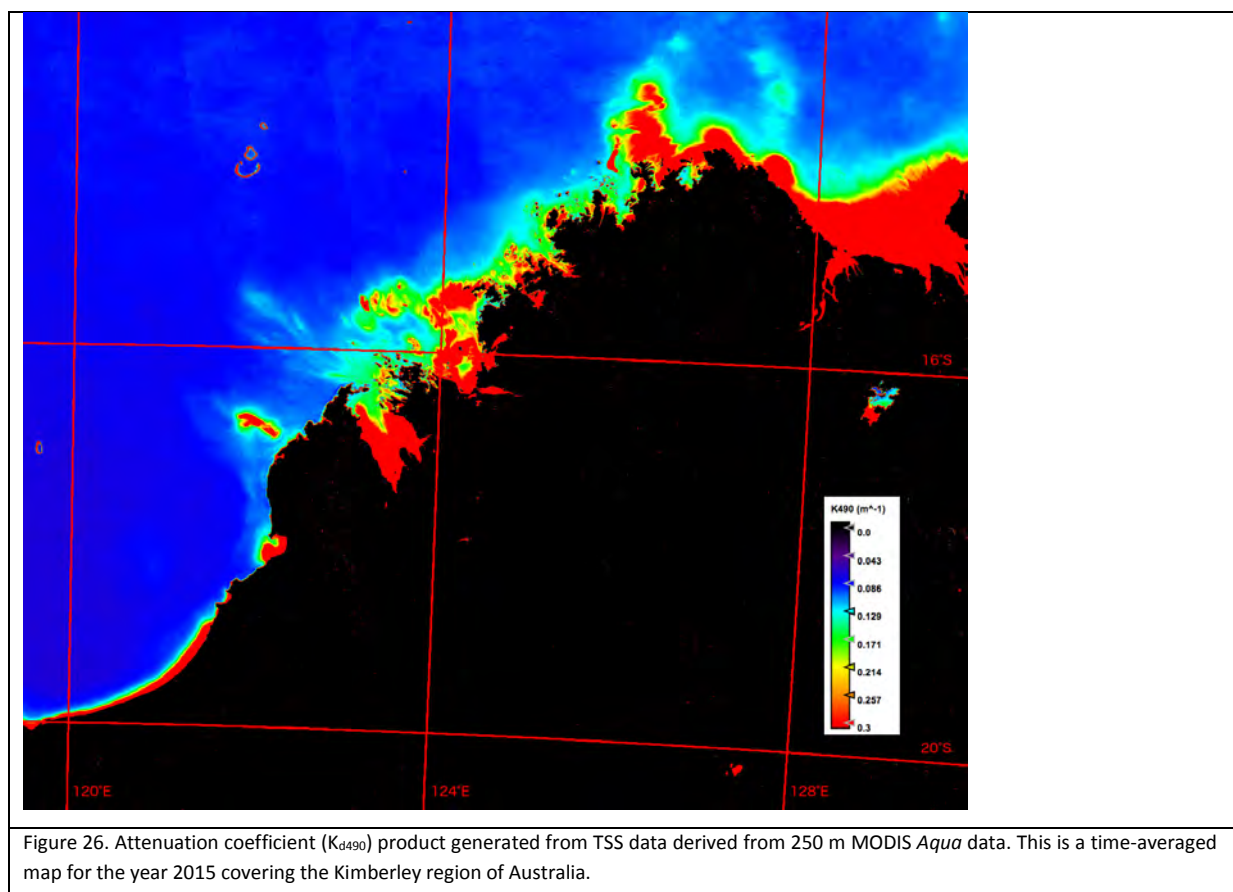 16°S
K490 (m^-1)
0.0
0.043
0.086
0.129
0.171
0.214
0.257
0.3
20°S
120°E
124°E
128°E
Figure 26. Attenuation coefficient (Kd490) product generated from TSS data derived from 250 m MODIS Aqua data. This is a time-averaged
map for the year 2015 covering the Kimberley region of Australia.